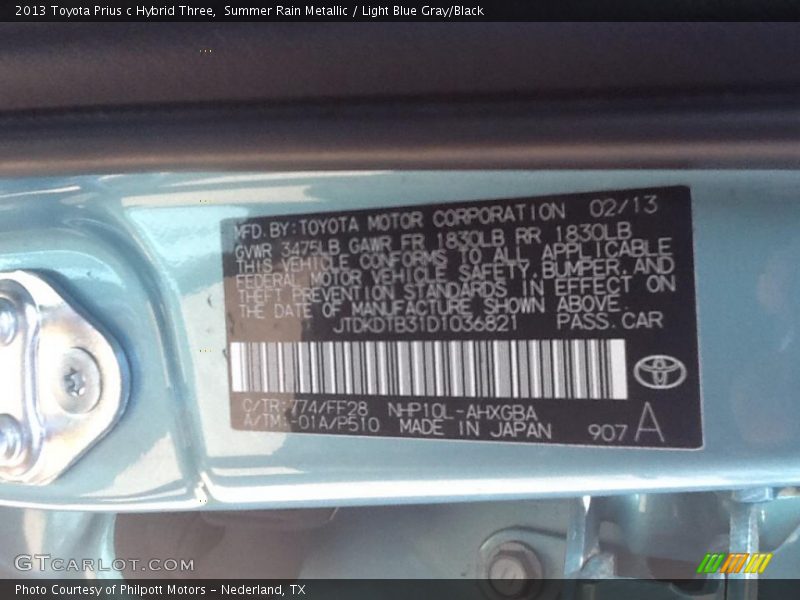 2013 Toyota Prius c Hybrid Three,  Summer Rain Metallic / Light Blue Gray/Black
MFD. BY: TOYOTA MOTOR CORPORATION 02/13
GVWR 3475LB GAWR FR 1830LB RR 1830LB
THIS VEHICLE CONFORMS TO ALL APPLICABLE
FEDERAL MOTOR VEHICLE SAFETY, BUMPER, AND
THEFT PREVENTION STANDARDS IN EFFECT ON
THE DATE OF MANUFACTURE SHOWN ABOVE.
JTDKDTB31D1036821 PASS. CAR
C/TR: 774/FF28 NHP10L-AHXGBA
A/TM: -01A/P510 MADE IN JAPAN 907 A
GTCARLOT.COM
Photo Courtesy of Philpott Motors - Nederland, TX